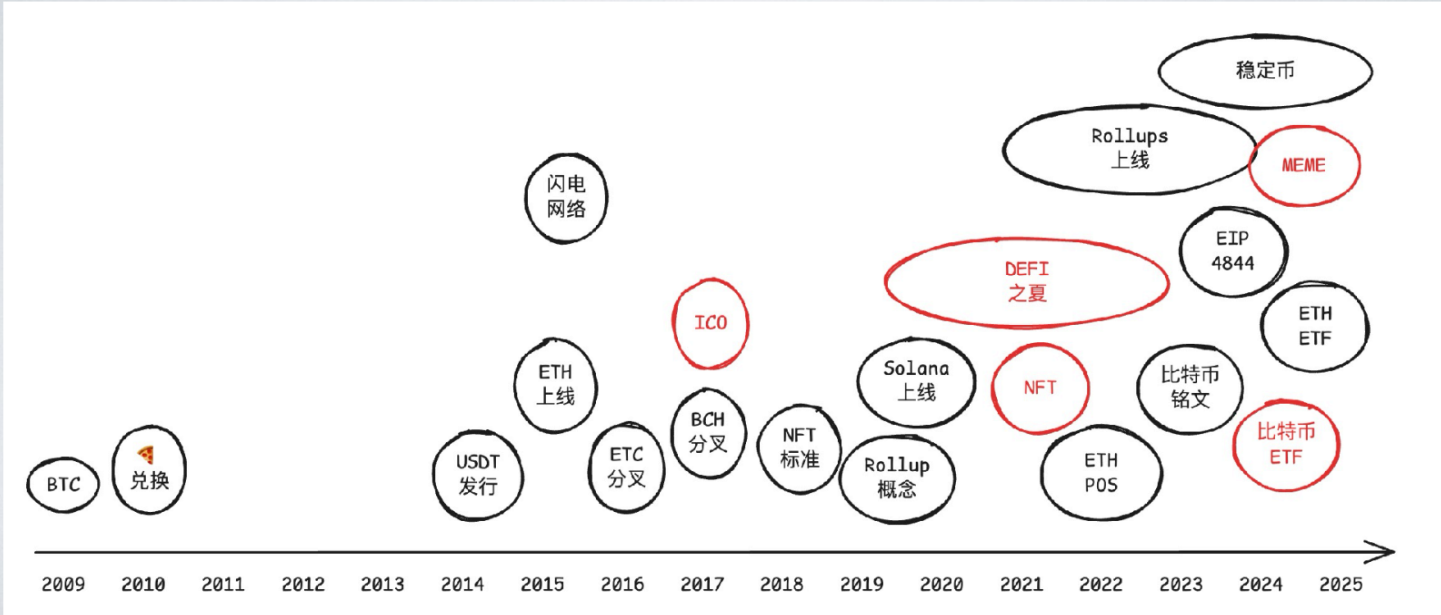 稳定币
Rollups
上线
MEME
闪电
网络
EIP
4844
DEFI
之夏
ICO
ETH
ETF
ETH
上线
Solana
上线
NFT
比特币
铭文
BCH
分叉
NFT
标准
比特币
ETF
BTC
兑换
USDT
发行
ETC
分叉
Rollup
概念
ETH
POS
2009
2010
2011
2012
2013
2014
2015
2016
2017
2018
2019
2020
2021
2022
2023
2024
2025